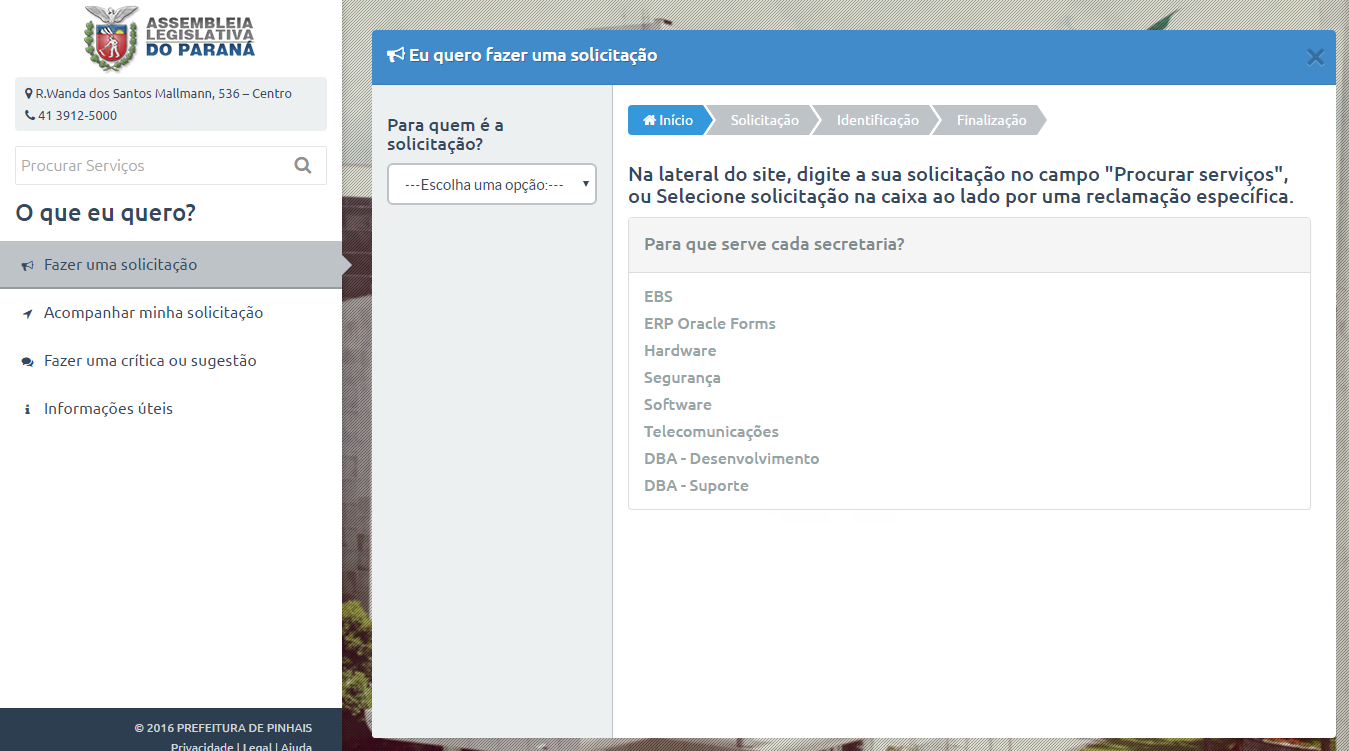 ASSEMBLEIA
LEGISLATIVA
DO PARANÁ
R.Wanda dos Santos Mallmann, 536 – Centro
41 3912-5000
Procurar Serviços
O que eu quero?
Fazer uma solicitação
Acompanhar minha solicitação
Fazer uma crítica ou sugestão
Informações úteis
© 2016 PREFEITURA DE PINHAIS
Privacidade | Legal | Ajuda
Eu quero fazer uma solicitação
Para quem é a
solicitação?
---Escolha uma opção:---
Início
Solicitação
Identificação
Finalização
Na lateral do site, digite a sua solicitação no campo "Procurar serviços",
ou Selecione solicitação na caixa ao lado por uma reclamação específica.
Para que serve cada secretaria?
EBS
ERP Oracle Forms
Hardware
Segurança
Software
Telecomunicações
DBA - Desenvolvimento
DBA - Suporte